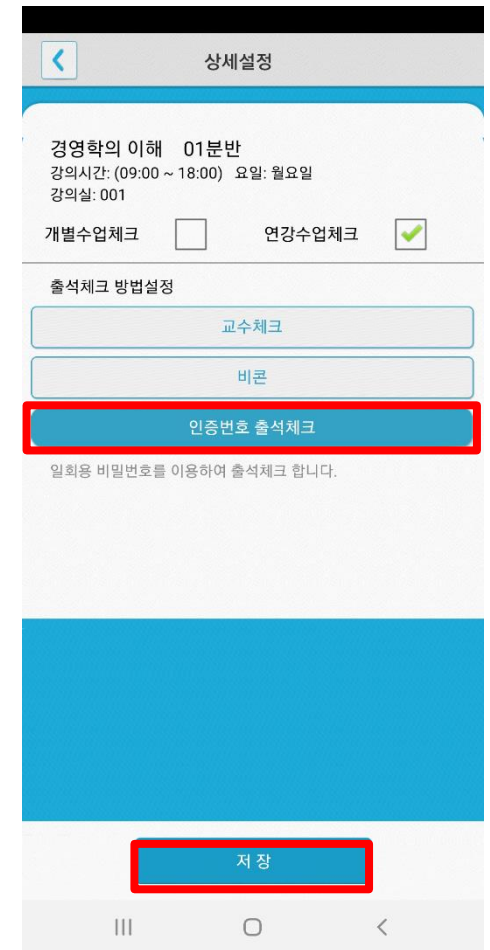 상세설정
경영학의 이해 01분반
강의시간: (09:00 ~ 18:00) 요일: 월요일
강의실: 001
개별수업체크 연강수업체크
출석체크 방법설정
교수체크
비콘
인증번호 출석체크
일회용 비밀번호를 이용하여 출석체크 합니다.
저 장